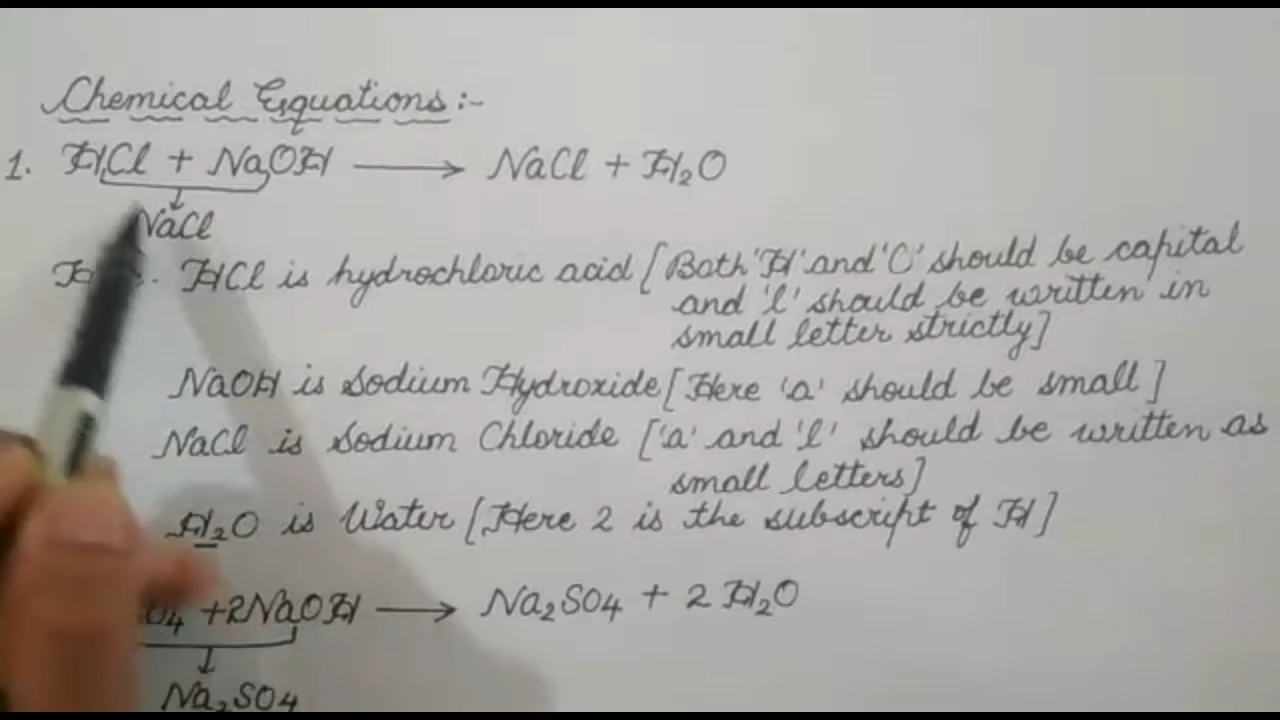 Chemical Equations :-
1. HCl + NaOH ⟶ NaCl + H₂O
NaCl
HCl is hydrochloric acid [Both 'H' and 'C' should be capital
and 'l' should be written in
small letter strictly]
NaOH is Sodium Hydroxide [Here 'a' should be small]
NaCl is Sodium Chloride ['a' and 'l' should be written as
small letters]
H₂O is Water [Here 2 is the subscript of H]
O₄ + 2NaOH ⟶ Na₂SO₄ + 2 H₂O
Na₂SO₄